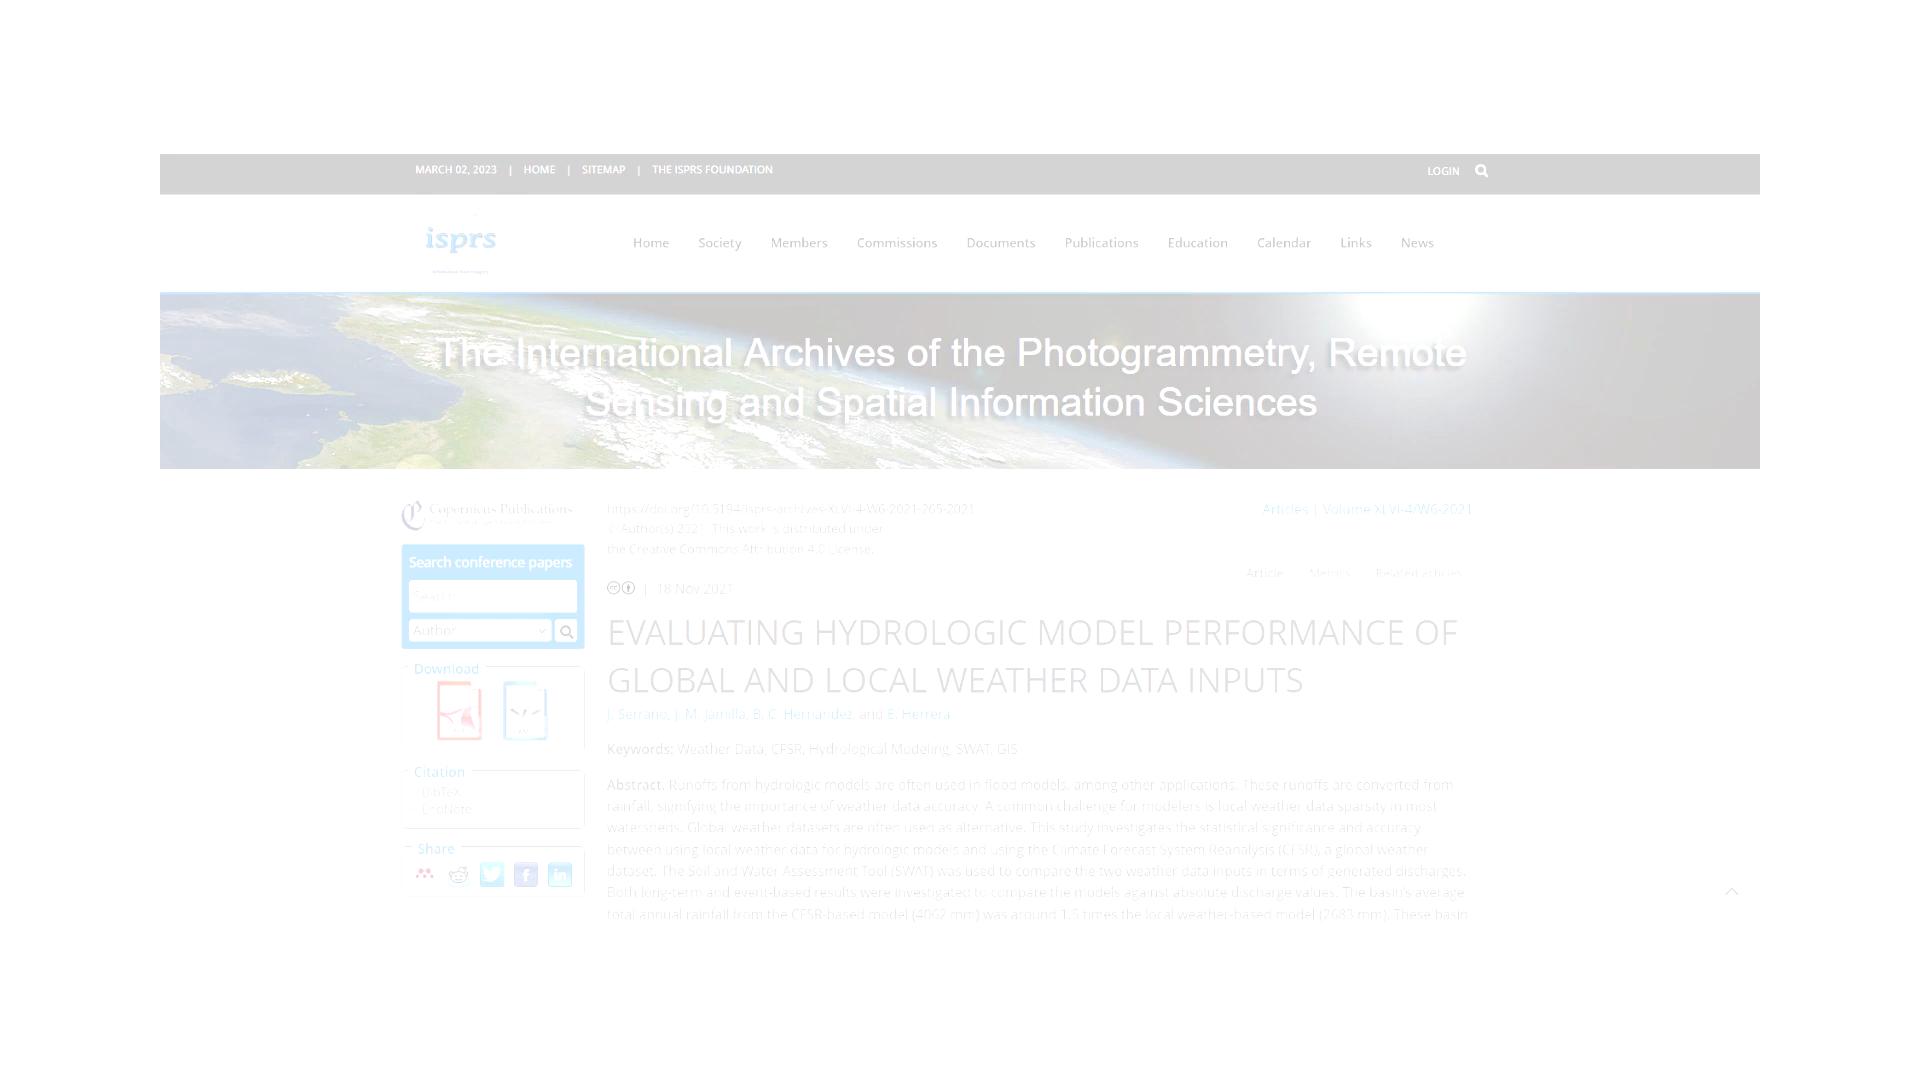 MARCH 02, 2023 | HOME | SITEMAP | THE ISPRS FOUNDATION
LOGIN
isprs
Home Society Members Commissions Documents Publications Education Calendar Links News
The International Archives of the Photogrammetry, Remote
Sensing and Spatial Information Sciences
Copernicus Publications
Search conference papers
Search
Author
Download
Citation
BibTeX
EndNote
Share
https://doi.org/10.5194/isprs-archives-XLVI-4-W6-2021-265-2021
© Author(s) 2021. This work is distributed under
the Creative Commons Attribution 4.0 License.
Articles | Volume XLVI-4/W6-2021
Article Metrics Related articles
| 18 Nov 2021
EVALUATING HYDROLOGIC MODEL PERFORMANCE OF
GLOBAL AND LOCAL WEATHER DATA INPUTS
J. Serrano, J. M. Jamilla, B. C. Hernandez, and E. Herrera
Keywords: Weather Data, CFSR, Hydrological Modeling, SWAT, GIS
Abstract. Runoffs from hydrologic models are often used in flood models, among other applications. These runoffs are converted from
rainfall, signifying the importance of weather data accuracy. A common challenge for modelers is local weather data sparsity in most
watersheds. Global weather datasets are often used as alternative. This study investigates the statistical significance and accuracy
between using local weather data for hydrologic models and using the Climate Forecast System Reanalysis (CFSR), a global weather
dataset. The Soil and Water Assessment Tool (SWAT) was used to compare the two weather data inputs in terms of generated discharges.
Both long-term and event-based results were investigated to compare the models against absolute discharge values. The basin's average
total annual rainfall from the CFSR-based model (4062 mm) was around 1.5 times the local weather-based model (2683 mm). These basin